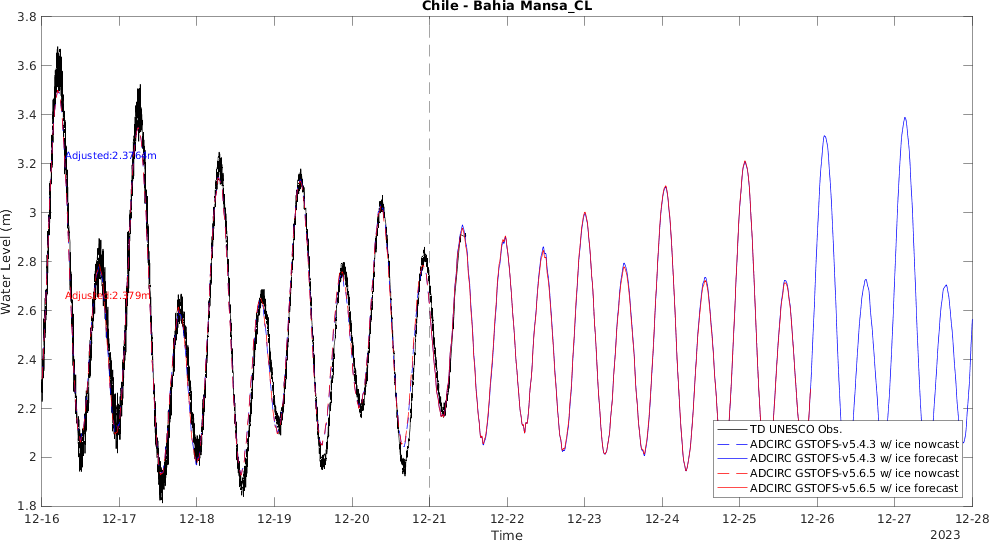 Chile - Bahia Mansa_CL
3.8
3.6
3.4
3.2
3
2.8
2.6
2.4
2.2
2
1.8
Water Level (m)
Adjusted:2.3764m
Adjusted:2.379m
TD UNESCO Obs.
ADCIRC GSTOFS-v5.4.3 w/ ice nowcast
ADCIRC GSTOFS-v5.4.3 w/ ice forecast
ADCIRC GSTOFS-v5.6.5 w/ ice nowcast
ADCIRC GSTOFS-v5.6.5 w/ ice forecast
12-16 12-17 12-18 12-19 12-20 12-21 12-22 12-23 12-24 12-25 12-26 12-27 12-28
Time
2023